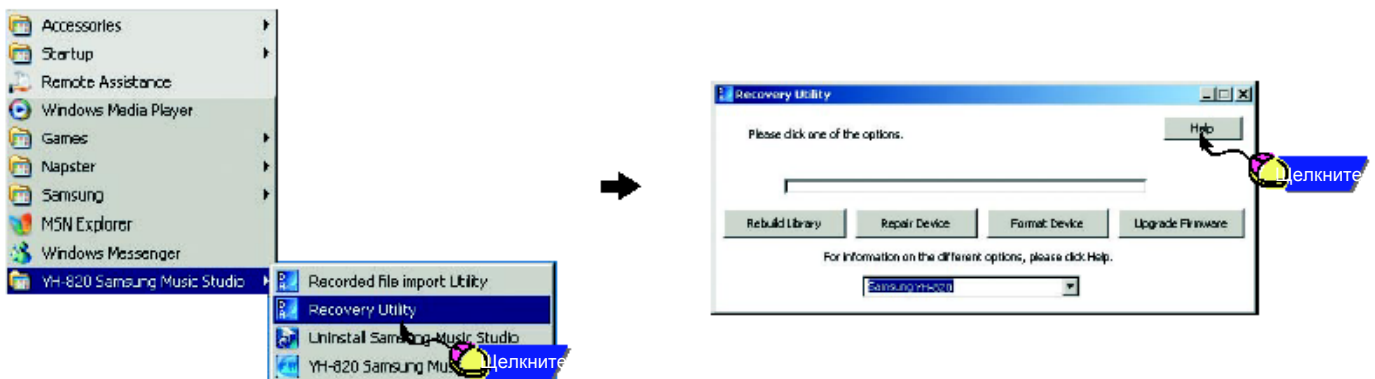 Accessories
Startup
Remote Assistance
Windows Media Player
Games
Napster
Samsung
MSN Explorer
Windows Messenger
YH-820 Samsung Music Studio
Recorded file import Utility
Recovery Utility
Uninstall Samsung Music Studio
YH-820 Samsung
Щелкните
Recovery Utility
Please click one of the options.
Help
Щелкните
Rebuild Library
Repair Device
Format Device
Upgrade Firmware
For information on the different options, please click Help.
Samsung YH-820